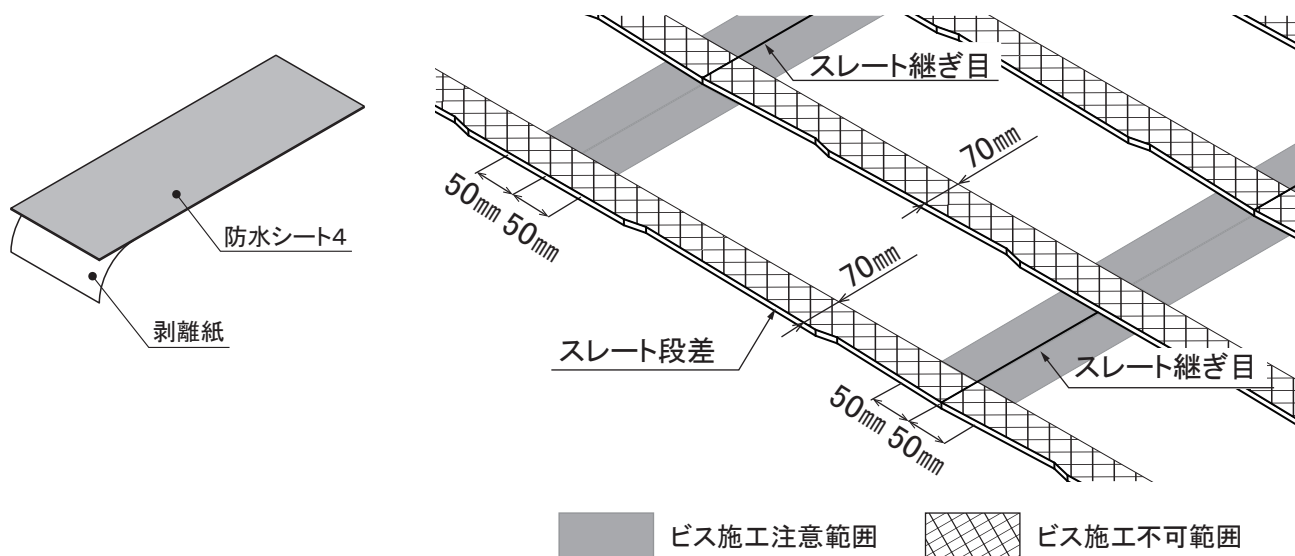 防水シート4
剥離紙
スレート継ぎ目
70㎜
50㎜
50㎜
70㎜
スレート段差
スレート継ぎ目
50㎜
50㎜
ビス施工注意範囲
ビス施工不可範囲